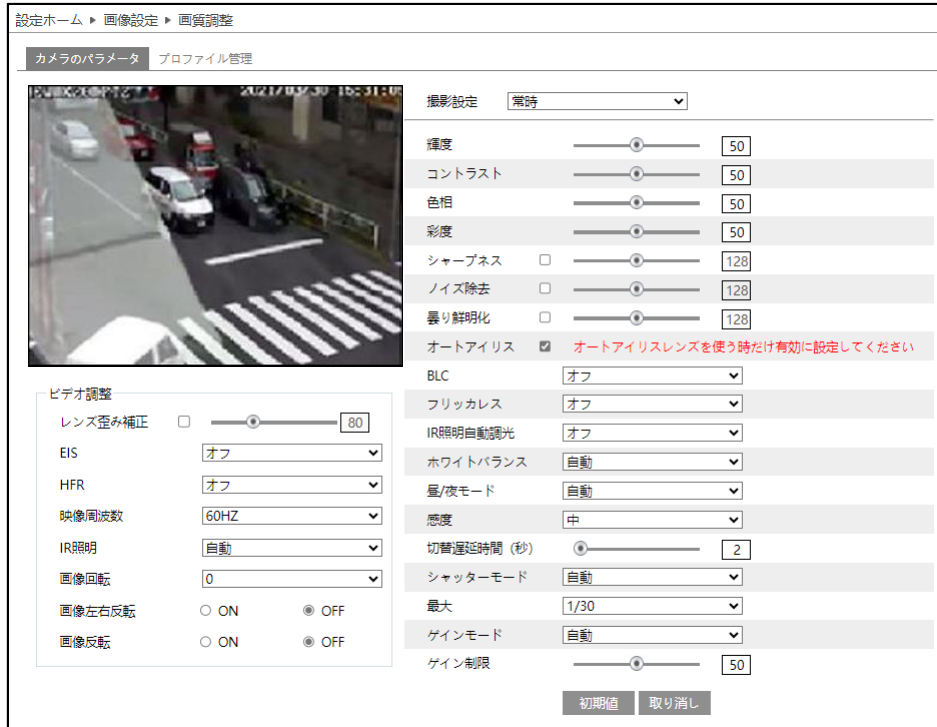 設定ホーム ▶ 画像設定 ▶ 画質調整
カメラのパラメータ プロファイル管理
2021/03/30
撮影設定 常時
輝度 50
コントラスト 50
色相 50
彩度 50
シャープネス 128
ノイズ除去 128
曇り鮮明化 128
オートアイリス オートアイリスレンズを使う時だけ有効に設定してください
BLC オフ
フリッカレス オフ
IR照明自動調光 オフ
ホワイトバランス 自動
昼/夜モード 自動
感度 中
切替遅延時間（秒） 2
シャッターモード 自動
最大 1/30
ゲインモード 自動
ゲイン制限 50
初期値 取り消し
ビデオ調整
レンズ歪み補正 80
EIS オフ
HFR オフ
映像周波数 60HZ
IR照明 自動
画像回転 0
画像左右反転 ON OFF
画像反転 ON OFF